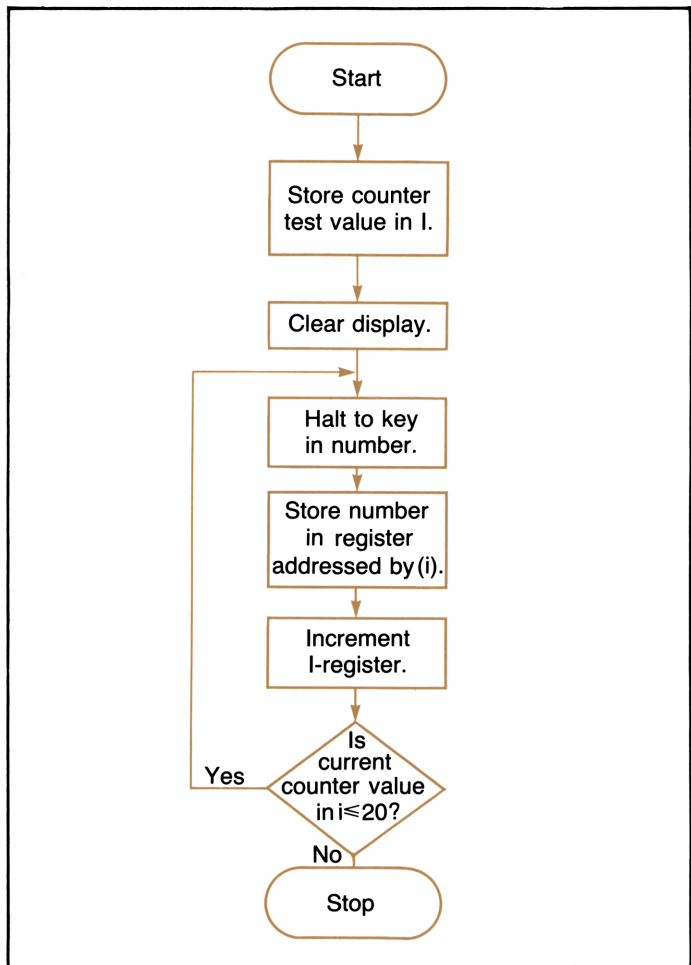 Start
Store counter
test value in I.
Clear display.
Halt to key
in number.
Store number
in register
addressed by (i).
Increment
I-register.
Is
current
counter value
in i≤20?
Yes
No
Stop